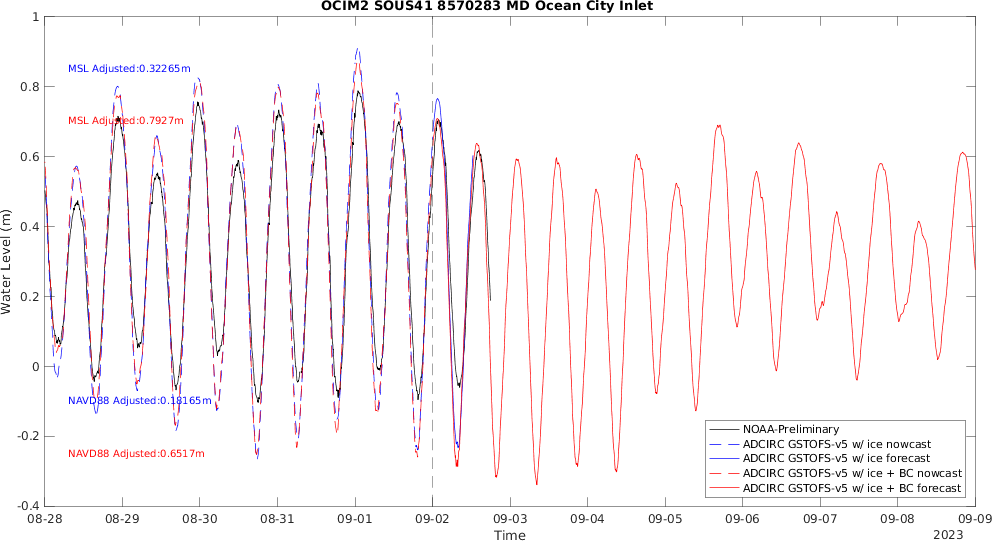 OCIM2 SOUS41 8570283 MD Ocean City Inlet
1
0.8
0.6
0.4
0.2
0
-0.2
-0.4
Water Level (m)
MSL Adjusted:0.32265m
MSL Adjusted:0.7927m
NAVD88 Adjusted:0.18165m
NAVD88 Adjusted:0.6517m
NOAA-Preliminary
ADCIRC GSTOFS-v5 w/ ice nowcast
ADCIRC GSTOFS-v5 w/ ice forecast
ADCIRC GSTOFS-v5 w/ ice + BC nowcast
ADCIRC GSTOFS-v5 w/ ice + BC forecast
08-28 08-29 08-30 08-31 09-01 09-02 09-03 09-04 09-05 09-06 09-07 09-08 09-09
Time
2023